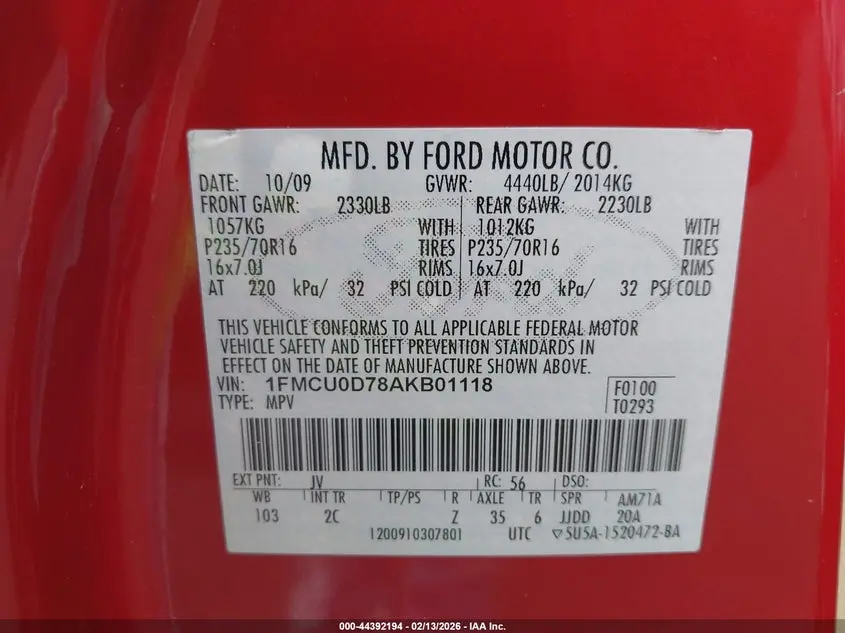 MFD. BY FORD MOTOR CO.
DATE: 10/09 GVWR: 4440LB/ 2014KG
FRONT GAWR: 2330LB REAR GAWR: 2230LB
1057KG WITH 1012KG WITH
P235/70R16 TIRES P235/70R16 TIRES
16x7.0J RIMS 16x7.0J RIMS
AT 220 kPa/ 32 PSI COLD AT 220 kPa/ 32 PSI COLD
Ford
THIS VEHICLE CONFORMS TO ALL APPLICABLE FEDERAL MOTOR
VEHICLE SAFETY AND THEFT PREVENTION STANDARDS IN
EFFECT ON THE DATE OF MANUFACTURE SHOWN ABOVE.
VIN: 1FMCU0D78AKB01118 F0100
TYPE: MPV T0293
EXT PNT: JV RC: 56 DSO:
WB INT TR TP/PS R AXLE TR SPR AM71A
103 2C Z 35 6 JJDD 20A
1200910307801 UTC ▽5U5A-1520472-BA
000-44392194 - 02/13/2026 - IAA Inc.